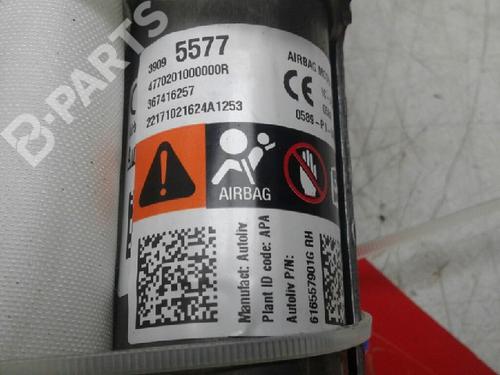 B-PARTS
3909 5577
4770201000000R
367416257
22171021624A1253
AIRBAG
CE
AIRBAG
Manufact: Autoliv
Plant ID code: APA
Autoliv P/N:
616557901G RH